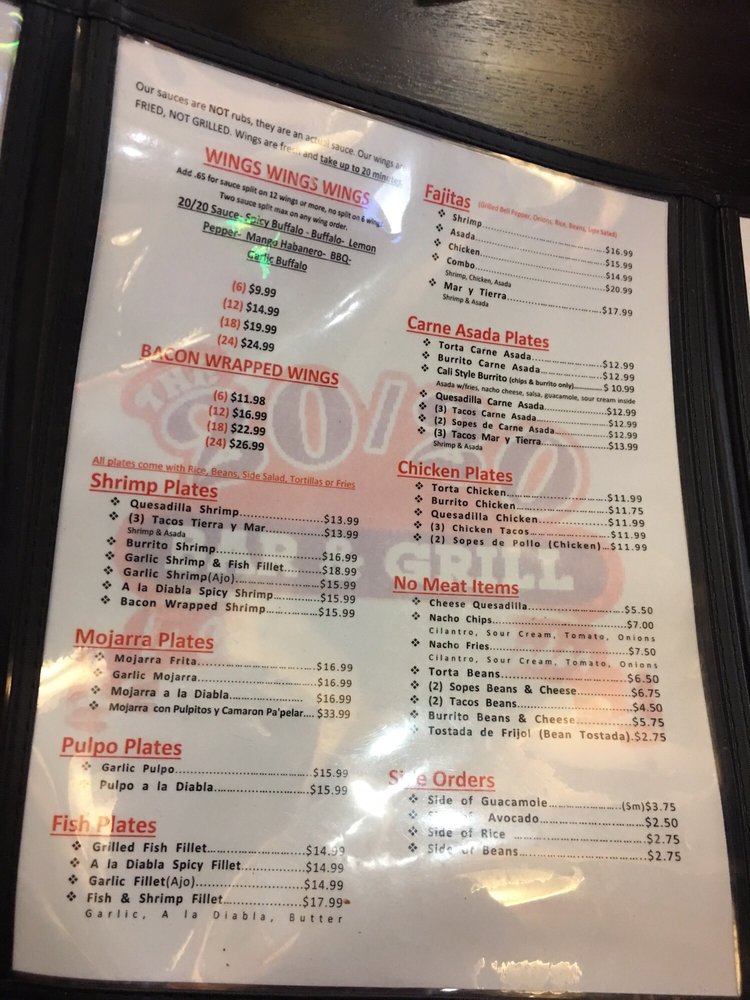 Our sauces are NOT rubs, they are an actual sauce. Our wings are
FRIED, NOT GRILLED. Wings are fresh and take up to 20 minutes.
WINGS WINGS WINGS
Add .65 for sauce split on 12 wings or more, no split on 6 wings
Two sauce split max on any wing order.
20/20 Sauce- Spicy Buffalo - Buffalo- Lemon
Pepper- Mango Habanero- BBQ-
Garlic Buffalo
(6) $9.99
(12) $14.99
(18) $19.99
(24) $24.99
BACON WRAPPED WINGS
(6) $11.98
(12) $16.99
(18) $22.99
(24) $26.99
All plates come with Rice, Beans, Side Salad, Tortillas or Fries
Shrimp Plates
❖ Quesadilla Shrimp...................$13.99
❖ (3) Tacos Tierra y Mar..............$13.99
Shrimp & Asada
❖ Burrito Shrimp......................$16.99
❖ Garlic Shrimp & Fish Fillet.........$18.99
❖ Garlic Shrimp(Ajo)..................$15.99
❖ A la Diabla Spicy Shrimp............$15.99
❖ Bacon Wrapped Shrimp................$15.99
Mojarra Plates
❖ Mojarra Frita.......................$16.99
❖ Garlic Mojarra......................$16.99
❖ Mojarra a la Diabla................. $16.99
❖ Mojarra con Pulpitos y Camaron Pa'pelar.... $33.99
Pulpo Plates
❖ Garlic Pulpo........................$15.99
Pulpo a la Diabla.....................$15.99
Fish Plates
❖ Grilled Fish Fillet.................$14.99
❖ A la Diabla Spicy Fillet............$14.99
❖ Garlic Fillet(Ajo)..................$14.99
❖ Fish & Shrimp Fillet................$17.99
Garlic, A la Diabla, Butter
Fajitas (Grilled Bell Pepper, Onions, Rice, Beans, Side Salad)
❖ Shrimp..............................$16.99
❖ Asada...............................$15.99
❖ Chicken.............................$14.99
❖ Combo...............................$20.99
Shrimp, Chicken, Asada
❖ Mar y Tierra........................$17.99
Shrimp & Asada
Carne Asada Plates
❖ Torta Carne Asada...................$12.99
❖ Burrito Carne Asada.................$12.99
❖ Cali Style Burrito (chips & burrito only)............$ 10.99
Asada w/fries, nacho cheese, salsa, guacamole, sour cream inside
❖ Quesadilla Carne Asada..............$12.99
❖ (3) Tacos Carne Asada...............$12.99
❖ (2) Sopes de Carne Asada............$12.99
❖ (3) Tacos Mar y Tierra..............$13.99
Shrimp & Asada
Chicken Plates
❖ Torta Chicken.......................$11.99
❖ Burrito Chicken.....................$11.75
❖ Quesadilla Chicken..................$11.99
❖ (3) Chicken Tacos...................$11.99
❖ (2) Sopes de Pollo (Chicken)...$11.99
No Meat Items
❖ Cheese Quesadilla...................$5.50
❖ Nacho Chips.........................$7.00
Cilantro, Sour Cream, Tomato, Onions
❖ Nacho Fries.........................$7.50
Cilantro, Sour Cream, Tomato, Onions
❖ Torta Beans.........................$6.50
❖ (2) Sopes Beans & Cheese............$6.75
❖ (2) Tacos Beans.....................$4.50
❖ Burrito Beans & Cheese..............$5.75
❖ Tostada de Frijol (Bean Tostada).$2.75
Side Orders
❖ Side of Guacamole...................(Sm)$3.75
Avocado...............................$2.50
❖ Side of Rice........................$2.75
❖ Side of Beans.......................$2.75
THE
20/20
BAR & GRILL